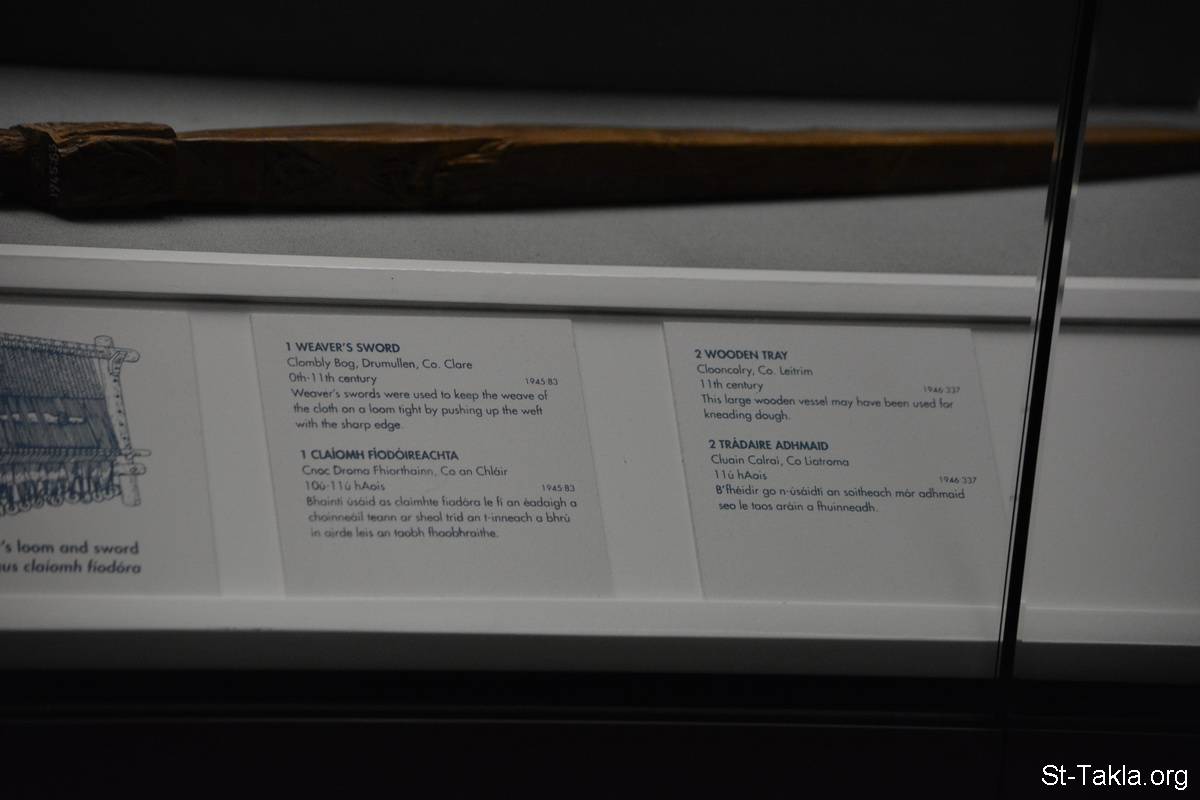 1 WEAVER'S SWORD
Clombly Bog, Drumullen, Co. Clare
0th-11th century
1945:83
Weaver's swords were used to keep the weave of
the cloth on a loom tight by pushing up the weft
with the sharp edge.
1 CLAÍOMH FÍODÓIREACHTA
Cnoc Droma Fhiorthainn, Co an Chláir
10ú-11ú hAois
1945:83
Bhaintí úsáid as claimhte fiadóra le fí an éadaigh a
choinneáil teann ar sheol tríd an t-inneach a bhrú
in airde leis an taobh fhaobhraithe.
2 WOODEN TRAY
Clooncalry, Co. Leitrim
11th century
1946:337
This large wooden vessel may have been used for
kneading dough.
2 TRÁDAIRE ADHMAID
Cluain Calraí, Co Liatroma
11ú hAois
1946:337
B'fhéidir go n-úsáidtí an soitheach mór adhmaid
seo le taos aráin a fhuinneadh.
's loom and sword
us claíomh fíodóra
St-Takla.org